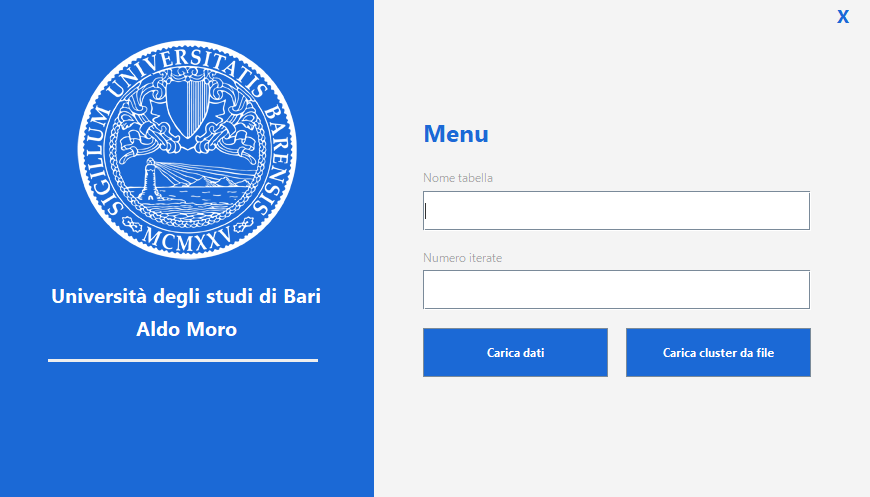 SIGILLUM UNIVERSITATIS BARENSIS
MCMXXV
Università degli studi di Bari
Aldo Moro
X
Menu
Nome tabella
Numero iterate
Carica dati
Carica cluster da file